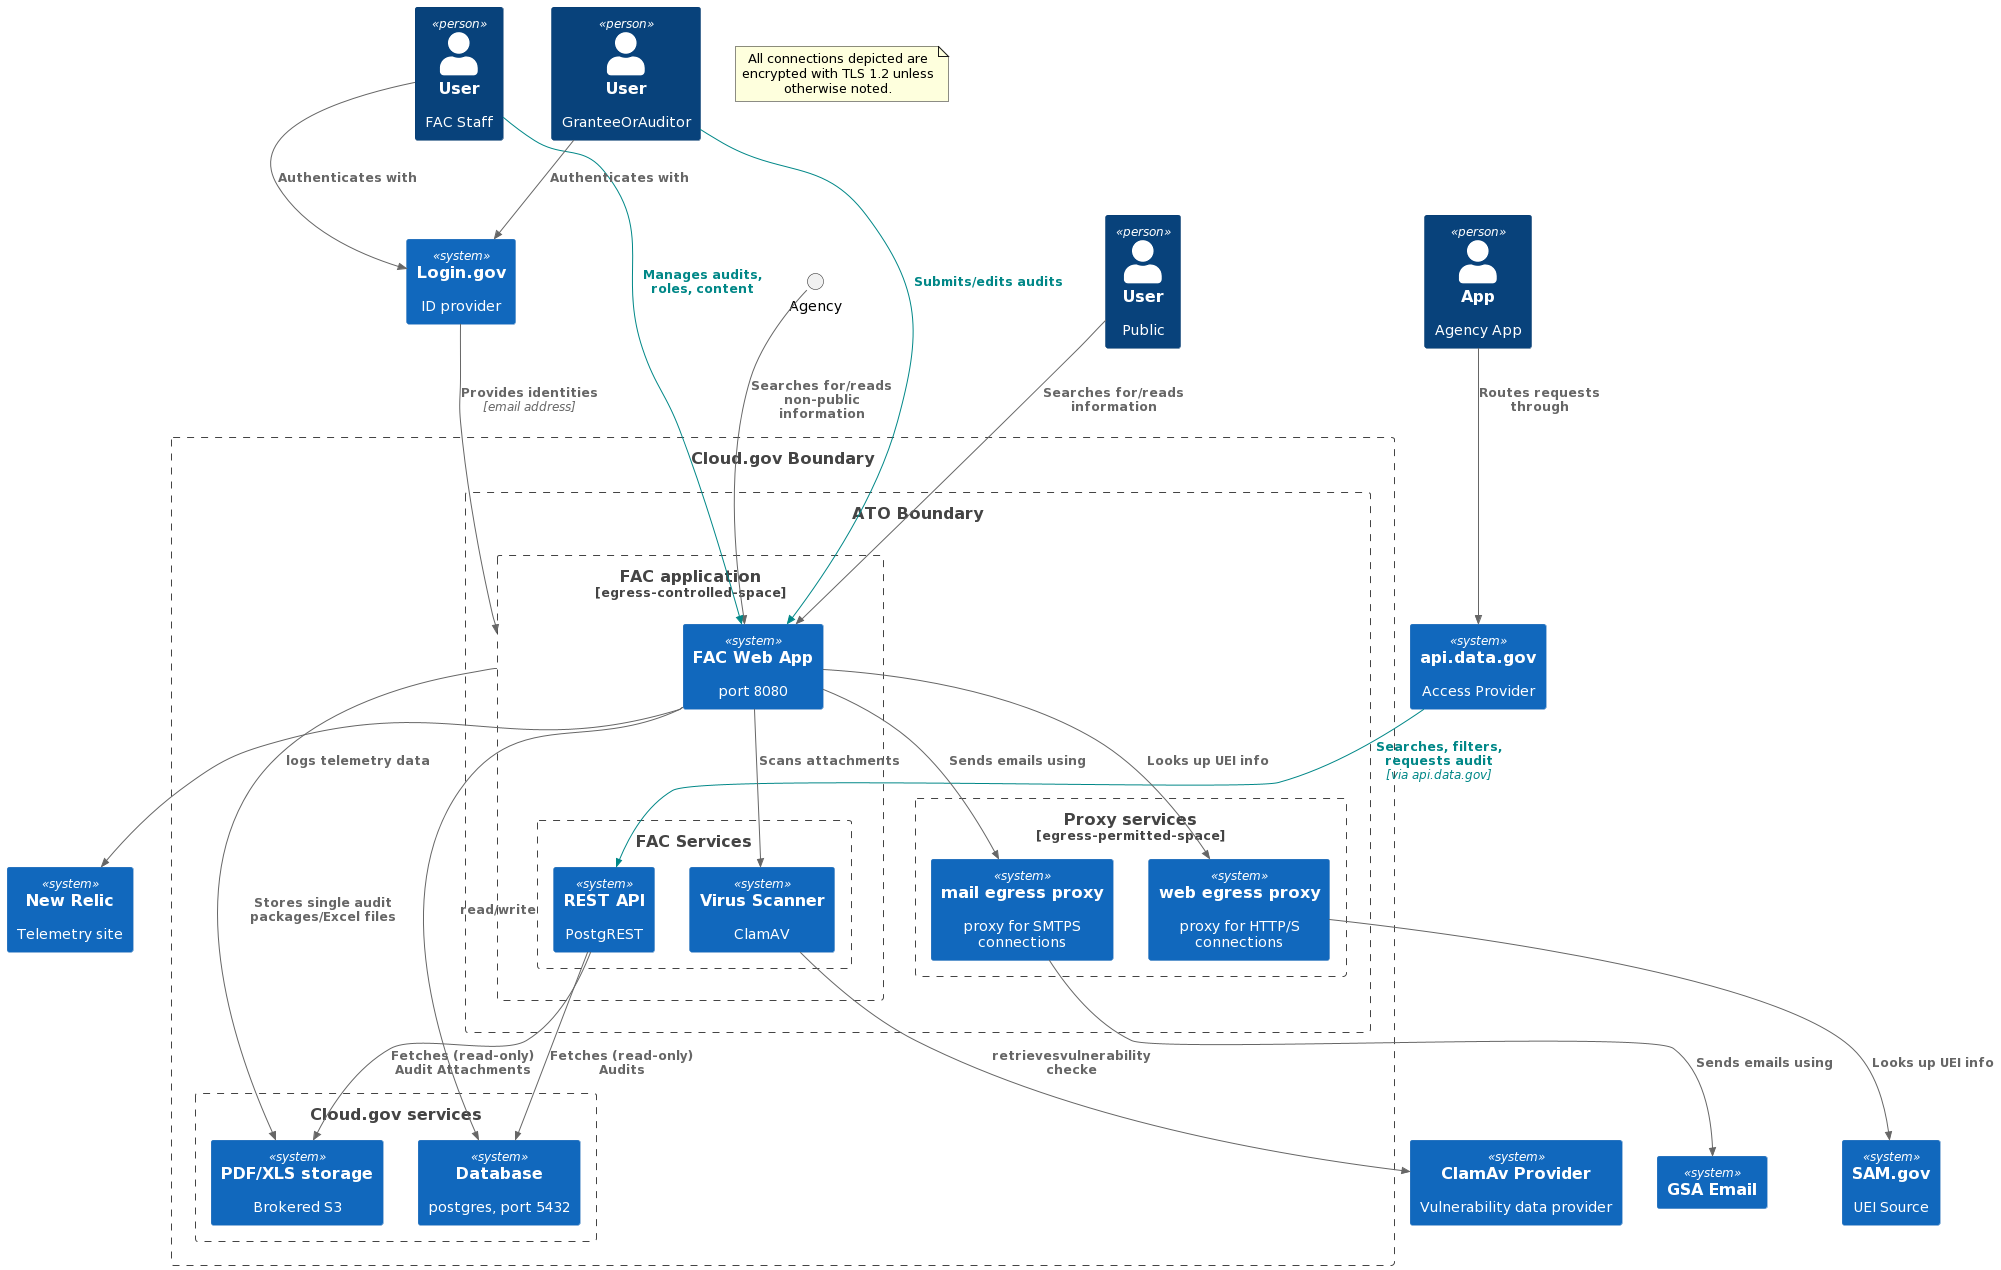 «person»
User
FAC Staff
«person»
User
GranteeOrAuditor
All connections depicted are
encrypted with TLS 1.2 unless
otherwise noted.
Authenticates with
Authenticates with
«system»
Login.gov
ID provider
Manages audits,
roles, content
Agency
Submits/edits audits
«person»
User
Public
«person»
App
Agency App
Provides identities
[email address]
Searches for/reads
non-public
information
Searches for/reads
information
Routes requests
through
Cloud.gov Boundary
ATO Boundary
FAC application
[egress-controlled-space]
«system»
FAC Web App
port 8080
«system»
api.data.gov
Access Provider
logs telemetry data
Scans attachments
Sends emails using
Looks up UEI info
Searches, filters,
requests audit
[via api.data.gov]
Proxy services
[egress-permitted-space]
FAC Services
«system»
New Relic
Telemetry site
Stores single audit
packages/Excel files
read/write
«system»
REST API
PostgREST
«system»
Virus Scanner
ClamAV
«system»
mail egress proxy
proxy for SMTPS
connections
«system»
web egress proxy
proxy for HTTP/S
connections
Fetches (read-only)
Audit Attachments
Fetches (read-only)
Audits
retrievesvulnerability
checke
Sends emails using
Looks up UEI info
Cloud.gov services
«system»
PDF/XLS storage
Brokered S3
«system»
Database
postgres, port 5432
«system»
ClamAv Provider
Vulnerability data provider
«system»
GSA Email
«system»
SAM.gov
UEI Source